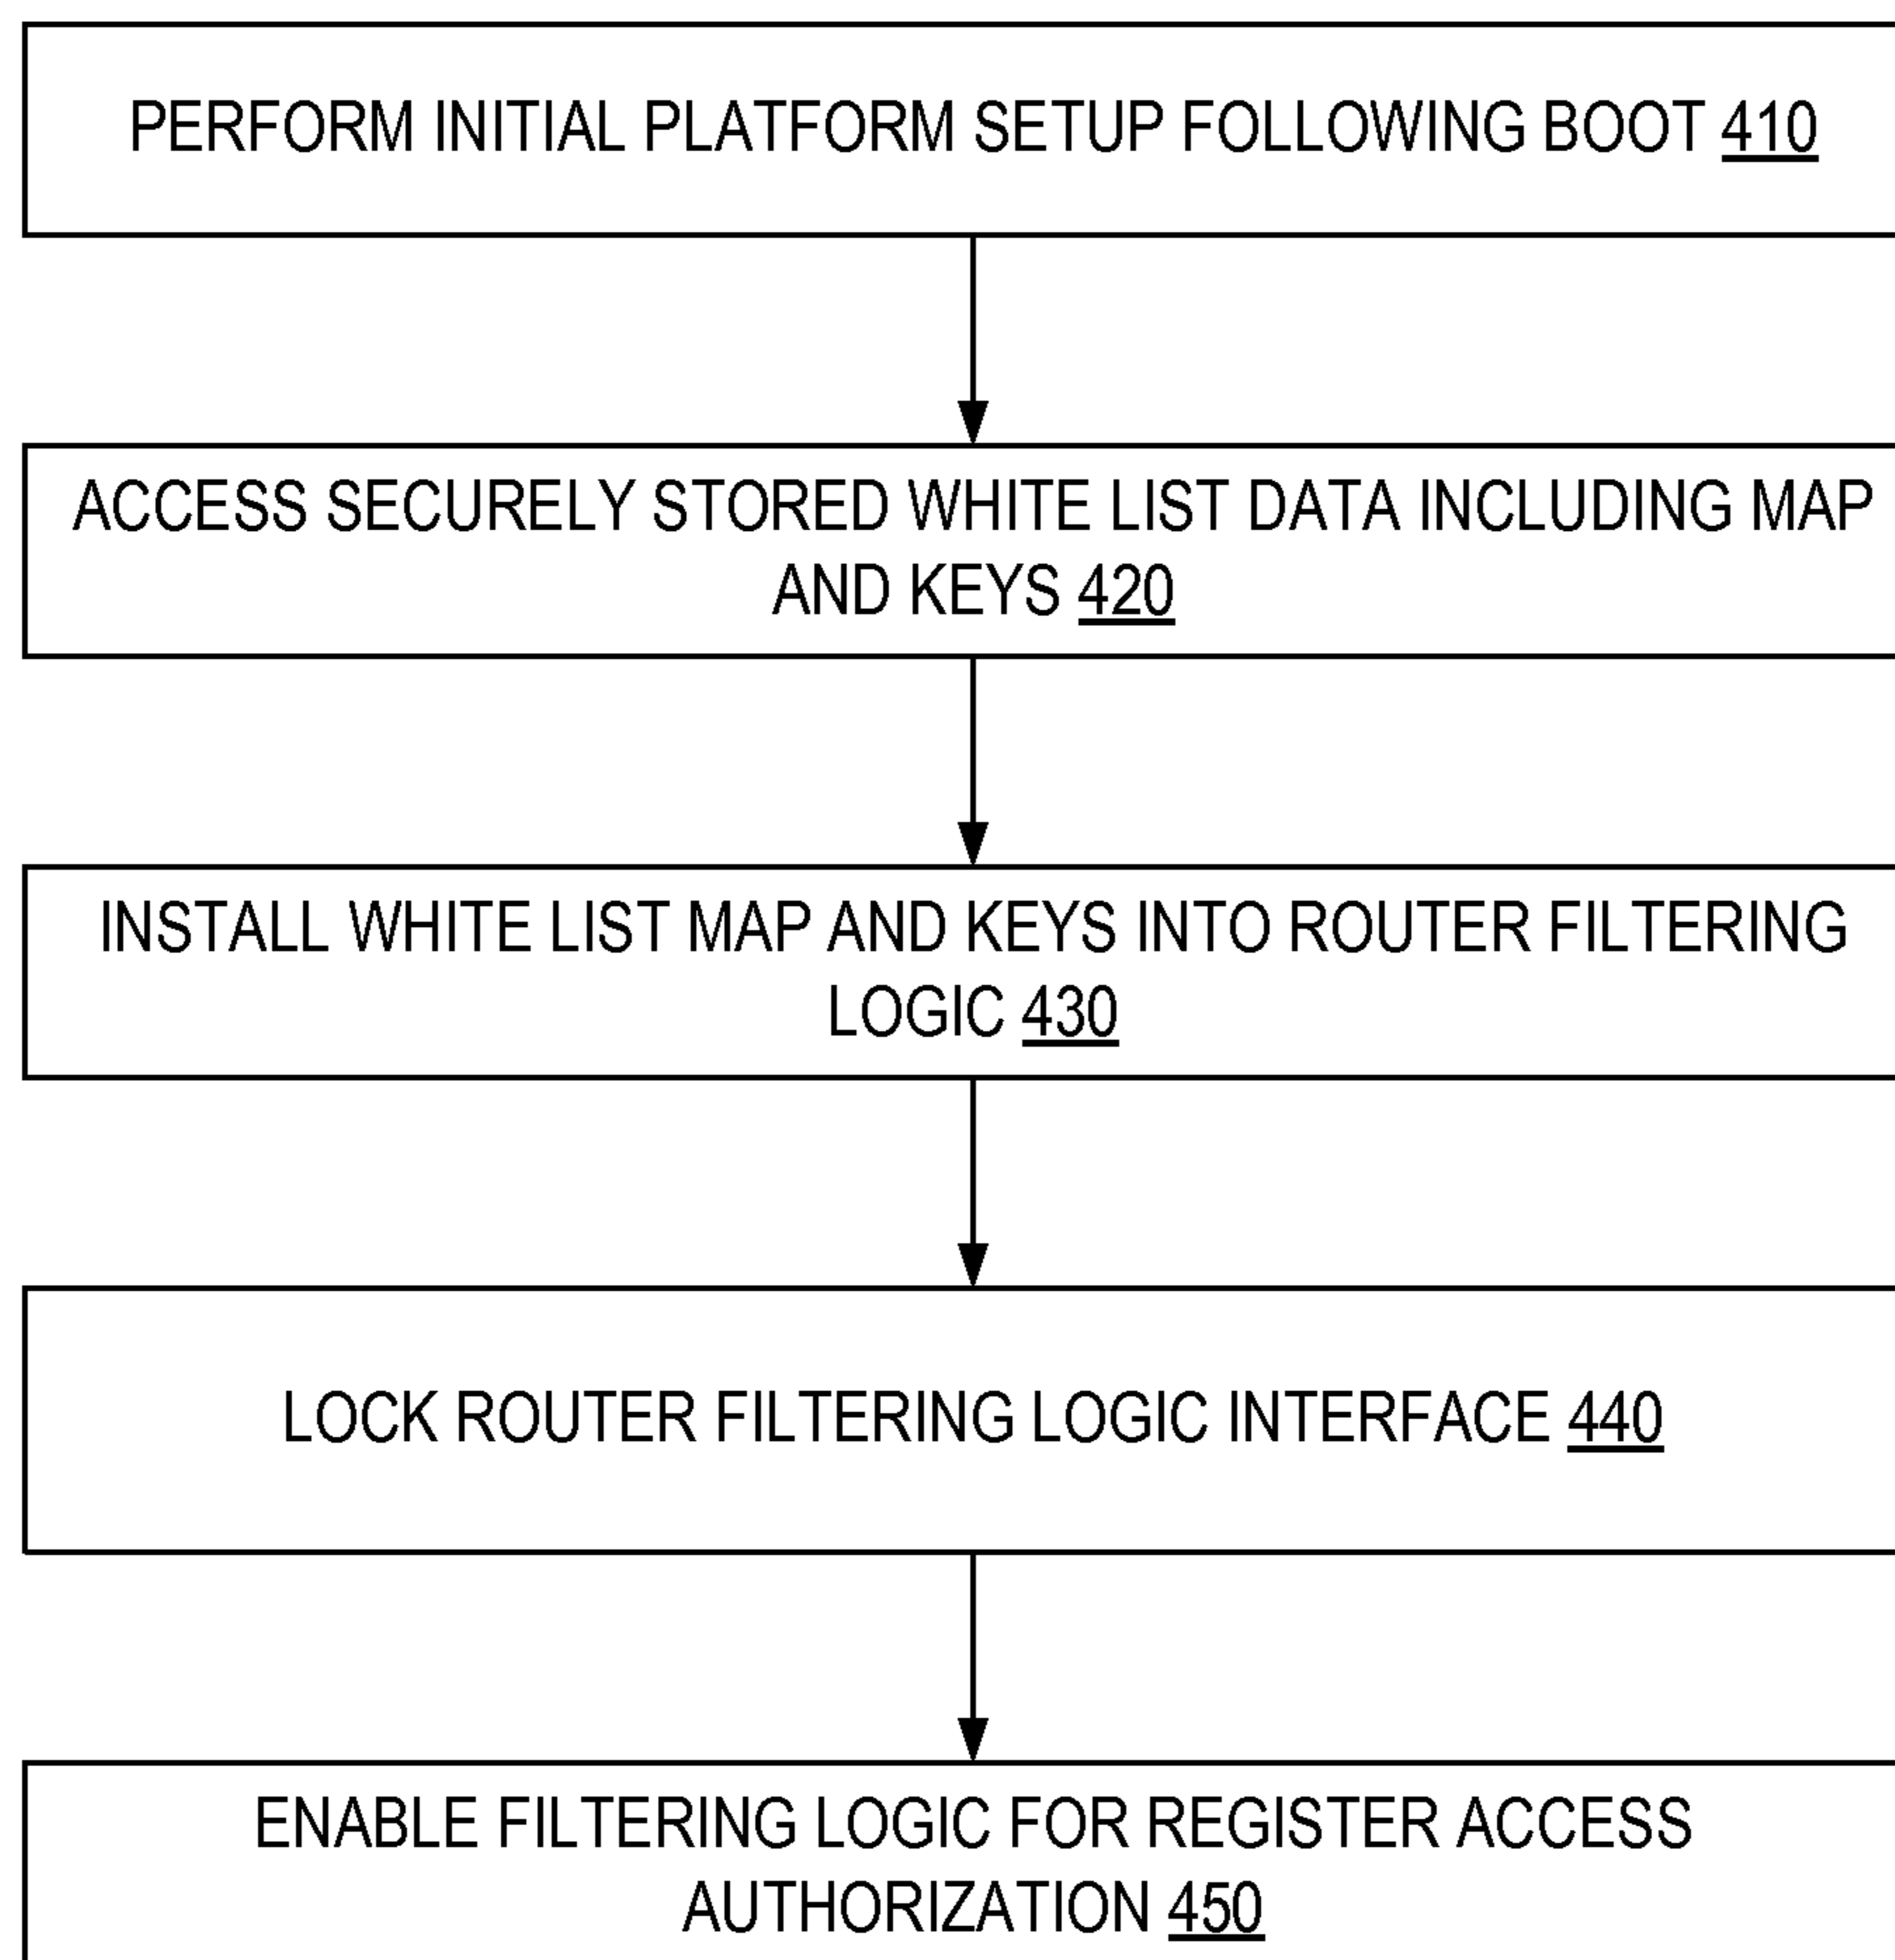 PERFORM INITIAL PLATFORM SETUP FOLLOWING BOOT 410
ACCESS SECURELY STORED WHITE LIST DATA INCLUDING MAP
AND KEYS 420
INSTALL WHITE LIST MAP AND KEYS INTO ROUTER FILTERING
LOGIC 430
LOCK ROUTER FILTERING LOGIC INTERFACE 440
ENABLE FILTERING LOGIC FOR REGISTER ACCESS
AUTHORIZATION 450